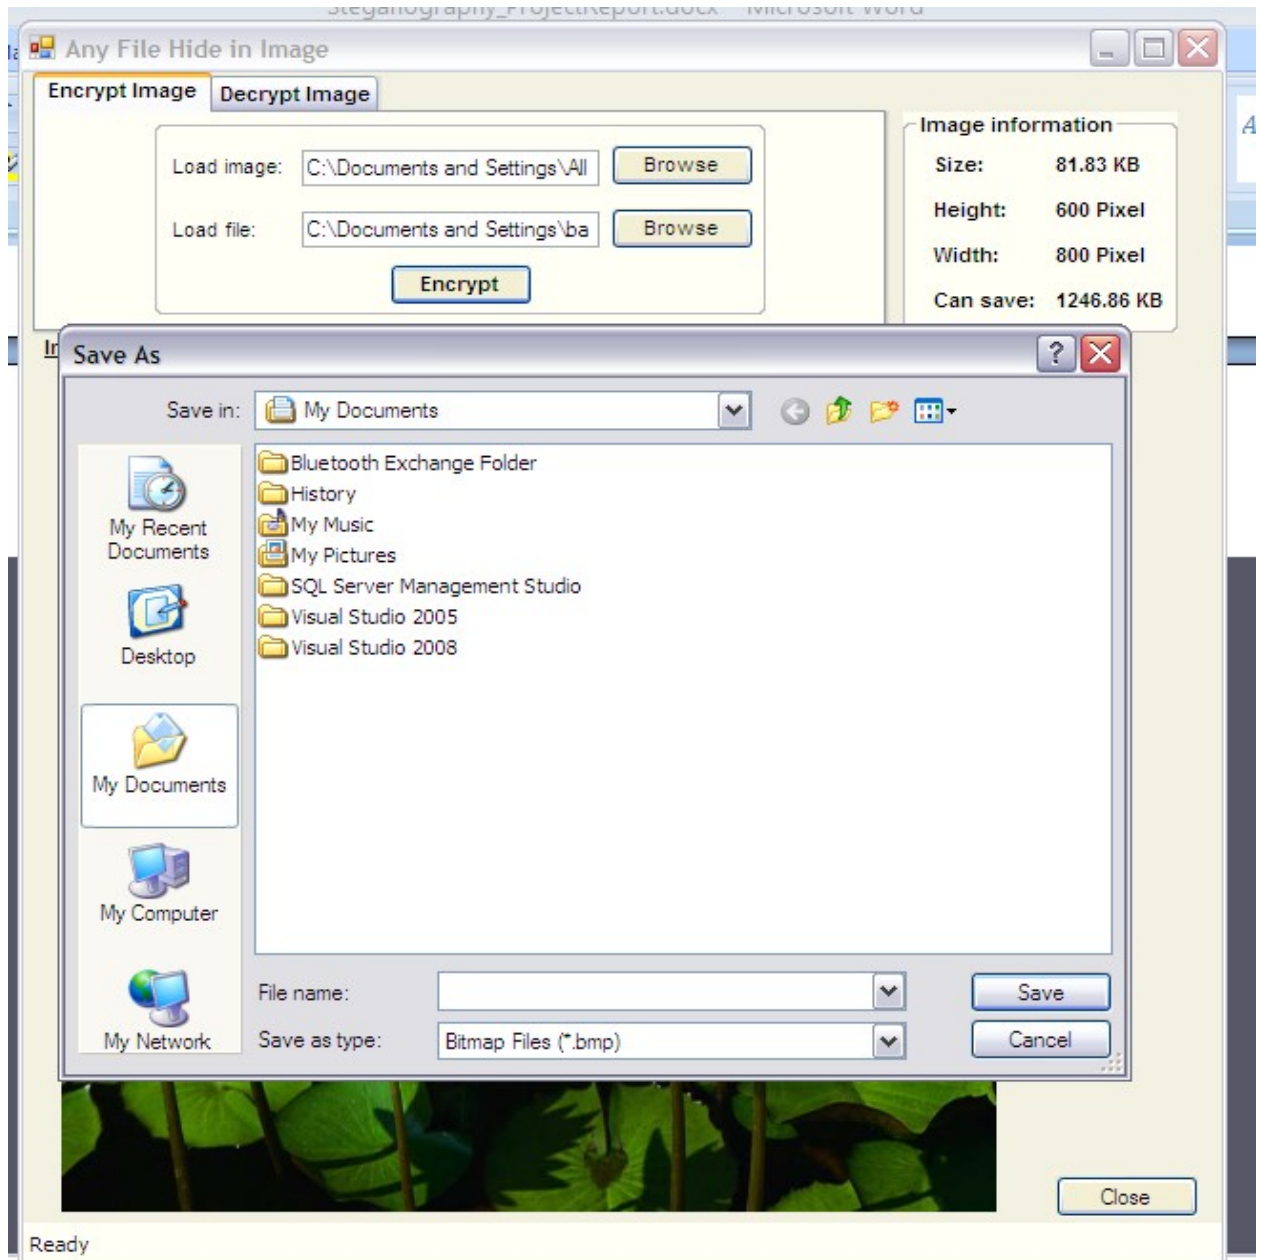 Steganography_ProjectReport.docx - Microsoft Word
Any File Hide in Image
Encrypt Image Decrypt Image
Load image: C:\Documents and Settings\All Browse
Load file: C:\Documents and Settings\ba Browse
Encrypt
Image information
Size: 81.83 KB
Height: 600 Pixel
Width: 800 Pixel
Can save: 1246.86 KB
Save As
Save in: My Documents
My Recent
Documents
Desktop
My Documents
My Computer
My Network
Bluetooth Exchange Folder
History
My Music
My Pictures
SQL Server Management Studio
Visual Studio 2005
Visual Studio 2008
File name: Save
Save as type: Bitmap Files (*.bmp) Cancel
Close
Ready